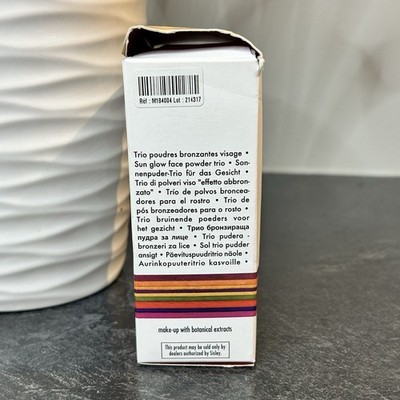 Réf : M184004 Lot : 214317
Trio poudres bronzantes visage •
Sun glow face powder trio • Son-
nenpuder-Trio für das Gesicht •
Trio di polveri viso "effetto abbron-
zato" • Trío de polvos broncea-
dores para el rostro • Trio de
pós bronzeadores para o rosto •
Trio bruinende poeders voor
het gezicht • Трио бронзираща
пудра за лице • Trio pudera -
bronzeri za lice • Sol trio pudder
ansigt • Päevituspuudritrio näole •
Aurinkopuuteritrio kasvoille •
make-up with botanical extracts
This product may be sold only by
dealers authorized by Sisley.